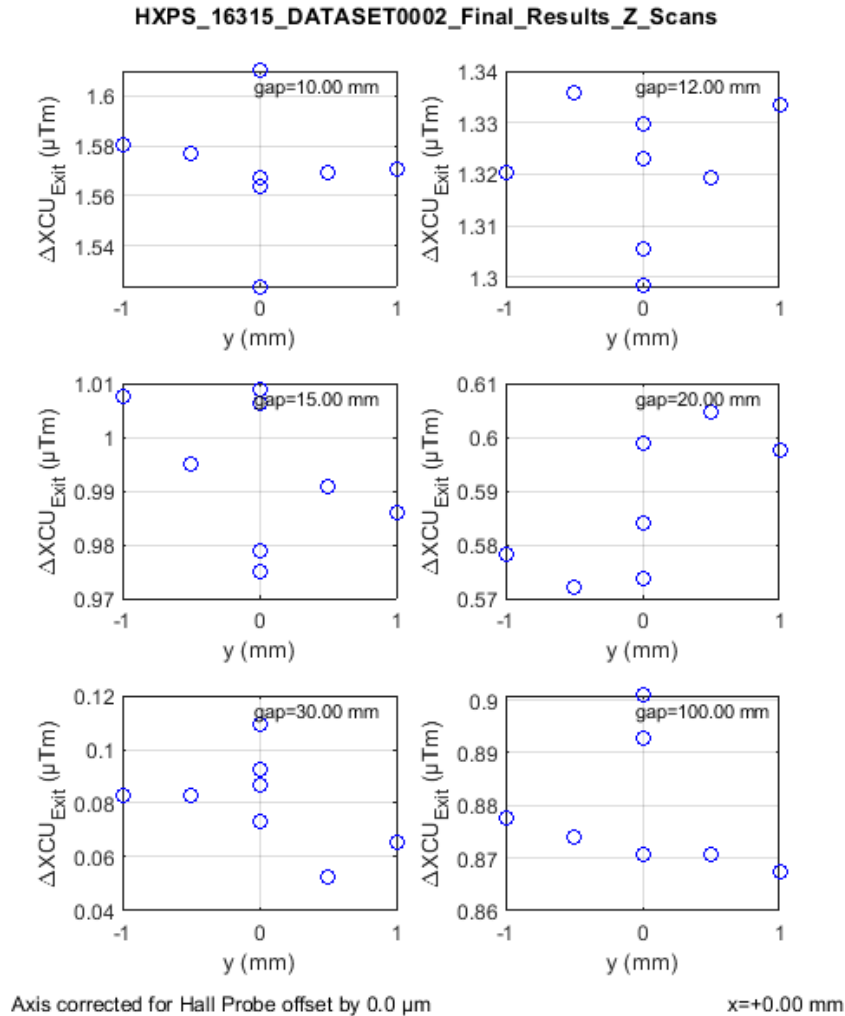 HXPS_16315_DATASET0002_Final_Results_Z_Scans
gap=10.00 mm
1.6
1.58
1.56
1.54
ΔXCU_Exit (µTm)
-1 0 1
y (mm)
gap=12.00 mm
1.34
1.33
1.32
1.31
1.3
ΔXCU_Exit (µTm)
-1 0 1
y (mm)
gap=15.00 mm
1.01
1
0.99
0.98
0.97
ΔXCU_Exit (µTm)
-1 0 1
y (mm)
gap=20.00 mm
0.61
0.6
0.59
0.58
0.57
ΔXCU_Exit (µTm)
-1 0 1
y (mm)
gap=30.00 mm
0.12
0.1
0.08
0.06
0.04
ΔXCU_Exit (µTm)
-1 0 1
y (mm)
gap=100.00 mm
0.9
0.89
0.88
0.87
0.86
ΔXCU_Exit (µTm)
-1 0 1
y (mm)
Axis corrected for Hall Probe offset by 0.0 µm
x=+0.00 mm